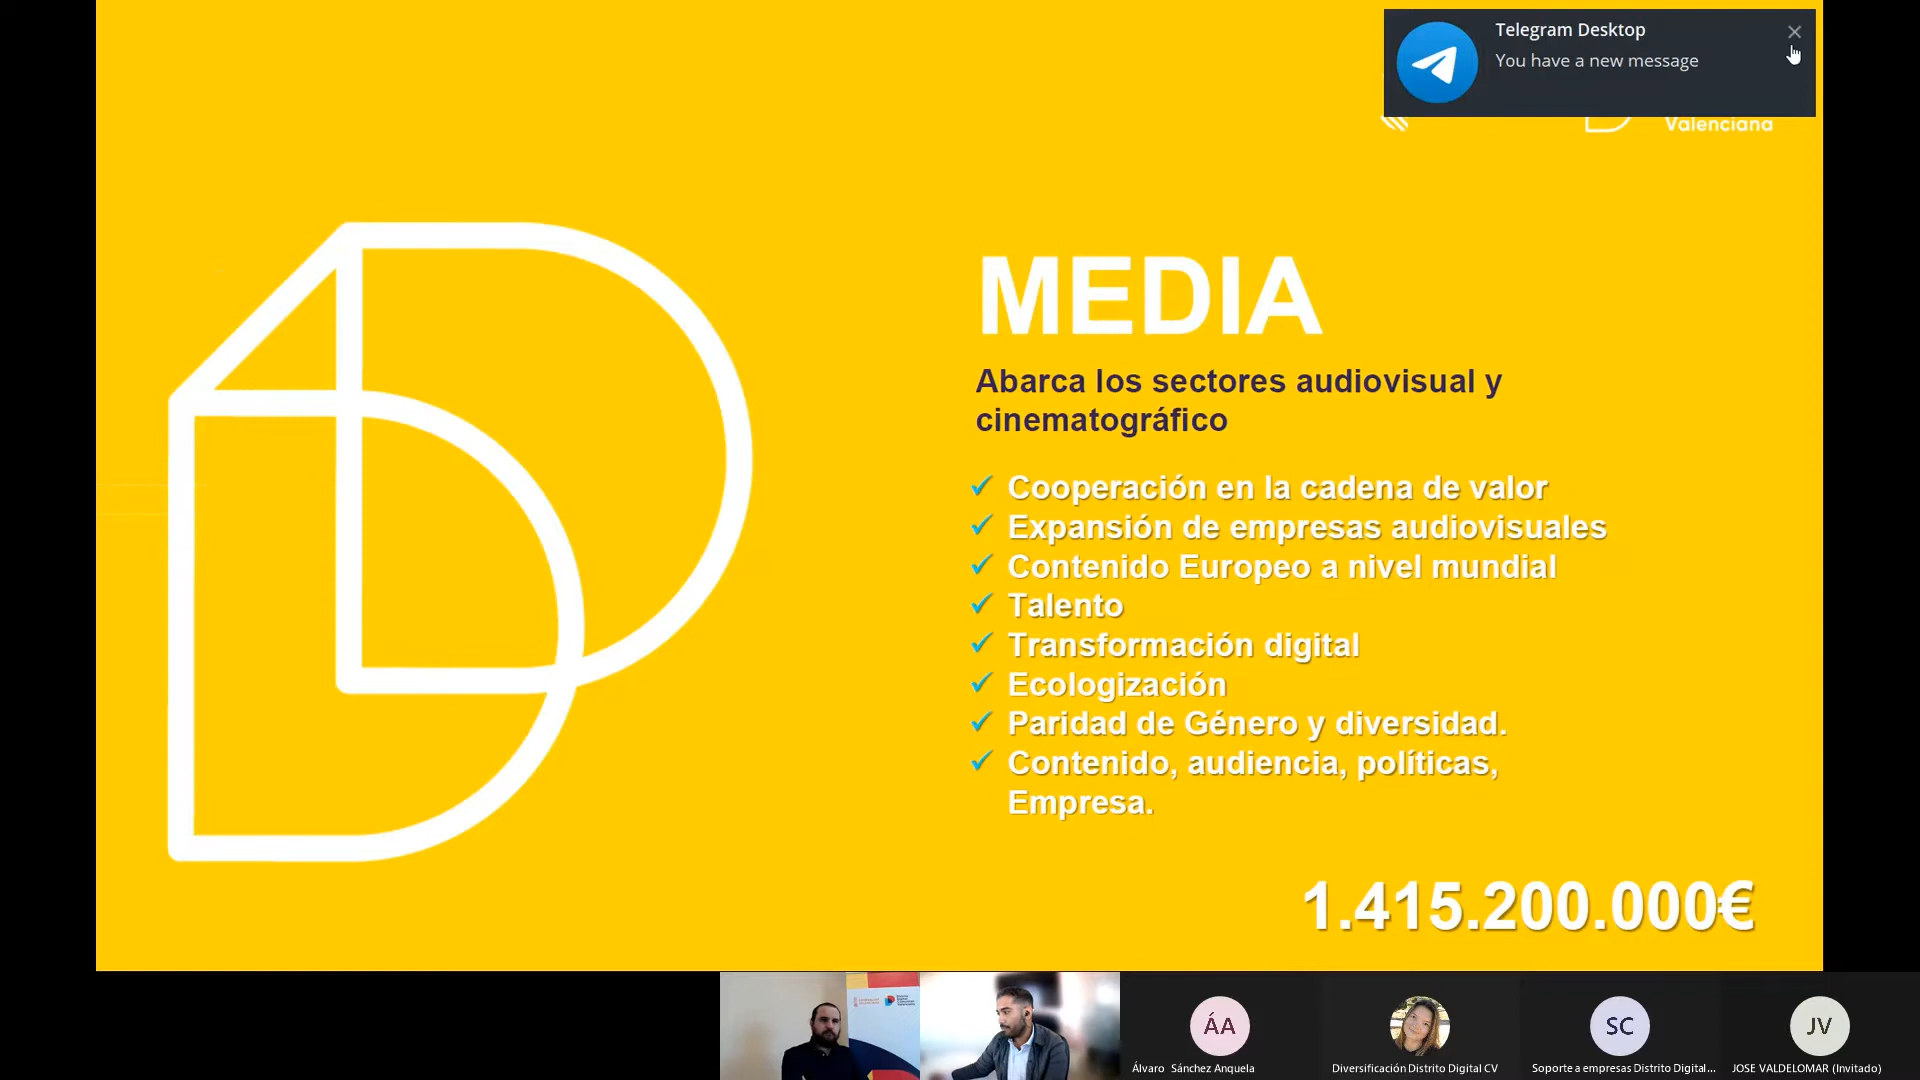 Telegram Desktop
You have a new message
Valenciana
MEDIA
Abarca los sectores audiovisual y
cinematográfico
✓ Cooperación en la cadena de valor
✓ Expansión de empresas audiovisuales
✓ Contenido Europeo a nivel mundial
✓ Talento
✓ Transformación digital
✓ Ecologización
✓ Paridad de Género y diversidad.
✓ Contenido, audiencia, políticas,
Empresa.
1.415.200.000€
ÁA
SC
JV
Álvaro Sánchez Anquela
Diversificación Distrito Digital CV
Soporte a empresas Distrito Digital...
JOSE VALDELOMAR (Invitado)